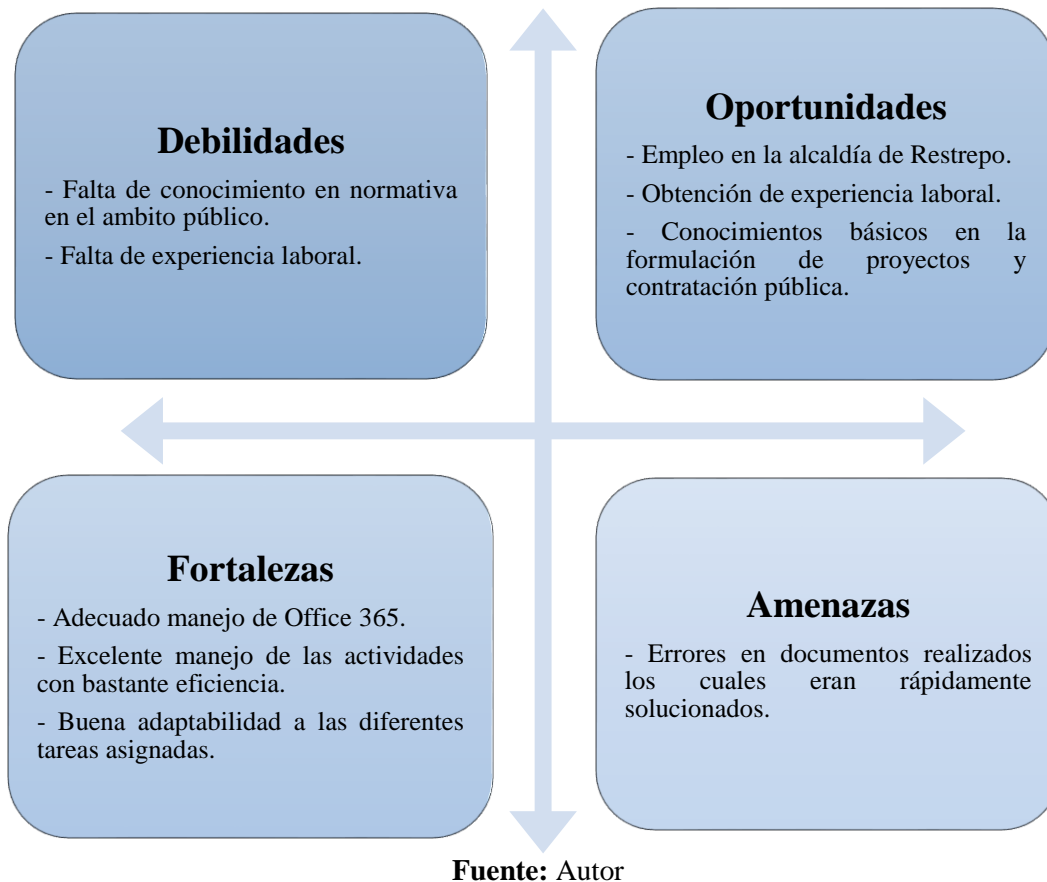 Debilidades
- Falta de conocimiento en normativa
en el ambito público.
- Falta de experiencia laboral.
Oportunidades
- Empleo en la alcaldía de Restrepo.
- Obtención de experiencia laboral.
- Conocimientos básicos en la
formulación de proyectos y
contratación pública.
Fortalezas
- Adecuado manejo de Office 365.
- Excelente manejo de las actividades
con bastante eficiencia.
- Buena adaptabilidad a las diferentes
tareas asignadas.
Amenazas
- Errores en documentos realizados
los cuales eran rápidamente
solucionados.
Fuente: Autor